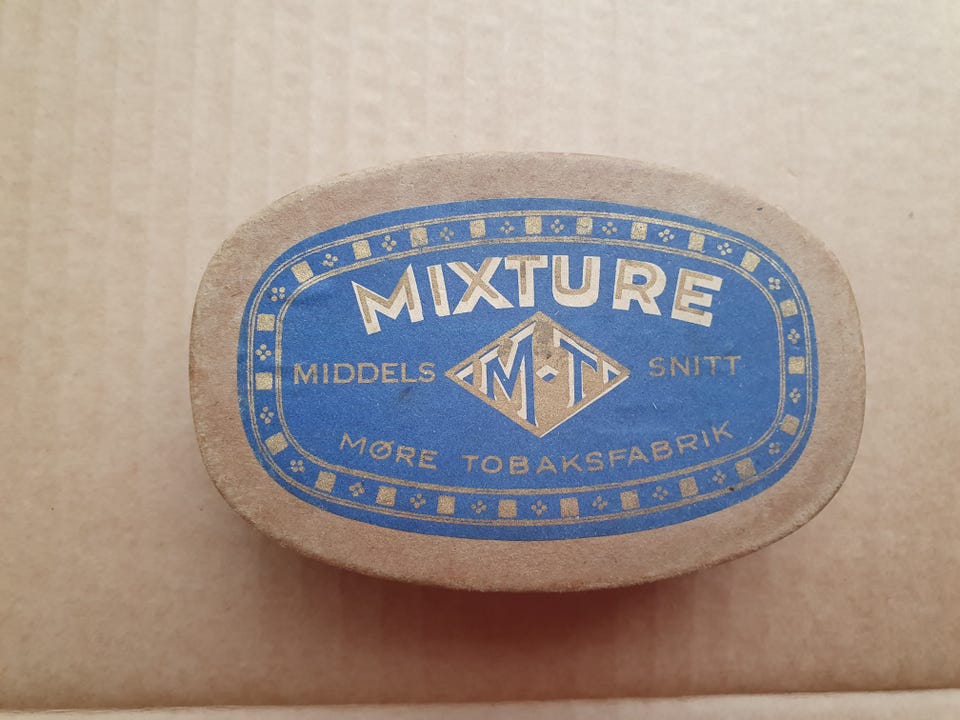 MIXTURE
MIDDELS M·T SNITT
MØRE TOBAKSFABRIK